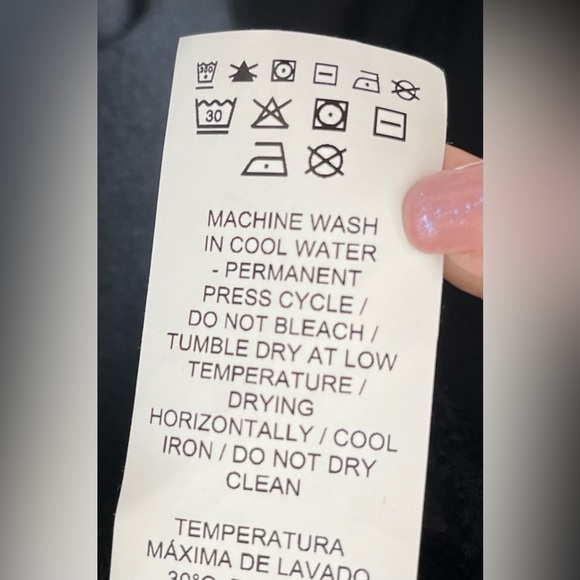 30
MACHINE WASH
IN COOL WATER
- PERMANENT
PRESS CYCLE /
DO NOT BLEACH /
TUMBLE DRY AT LOW
TEMPERATURE /
DRYING
HORIZONTALLY / COOL
IRON / DO NOT DRY
CLEAN
TEMPERATURA
MÁXIMA DE LAVADO
30°C